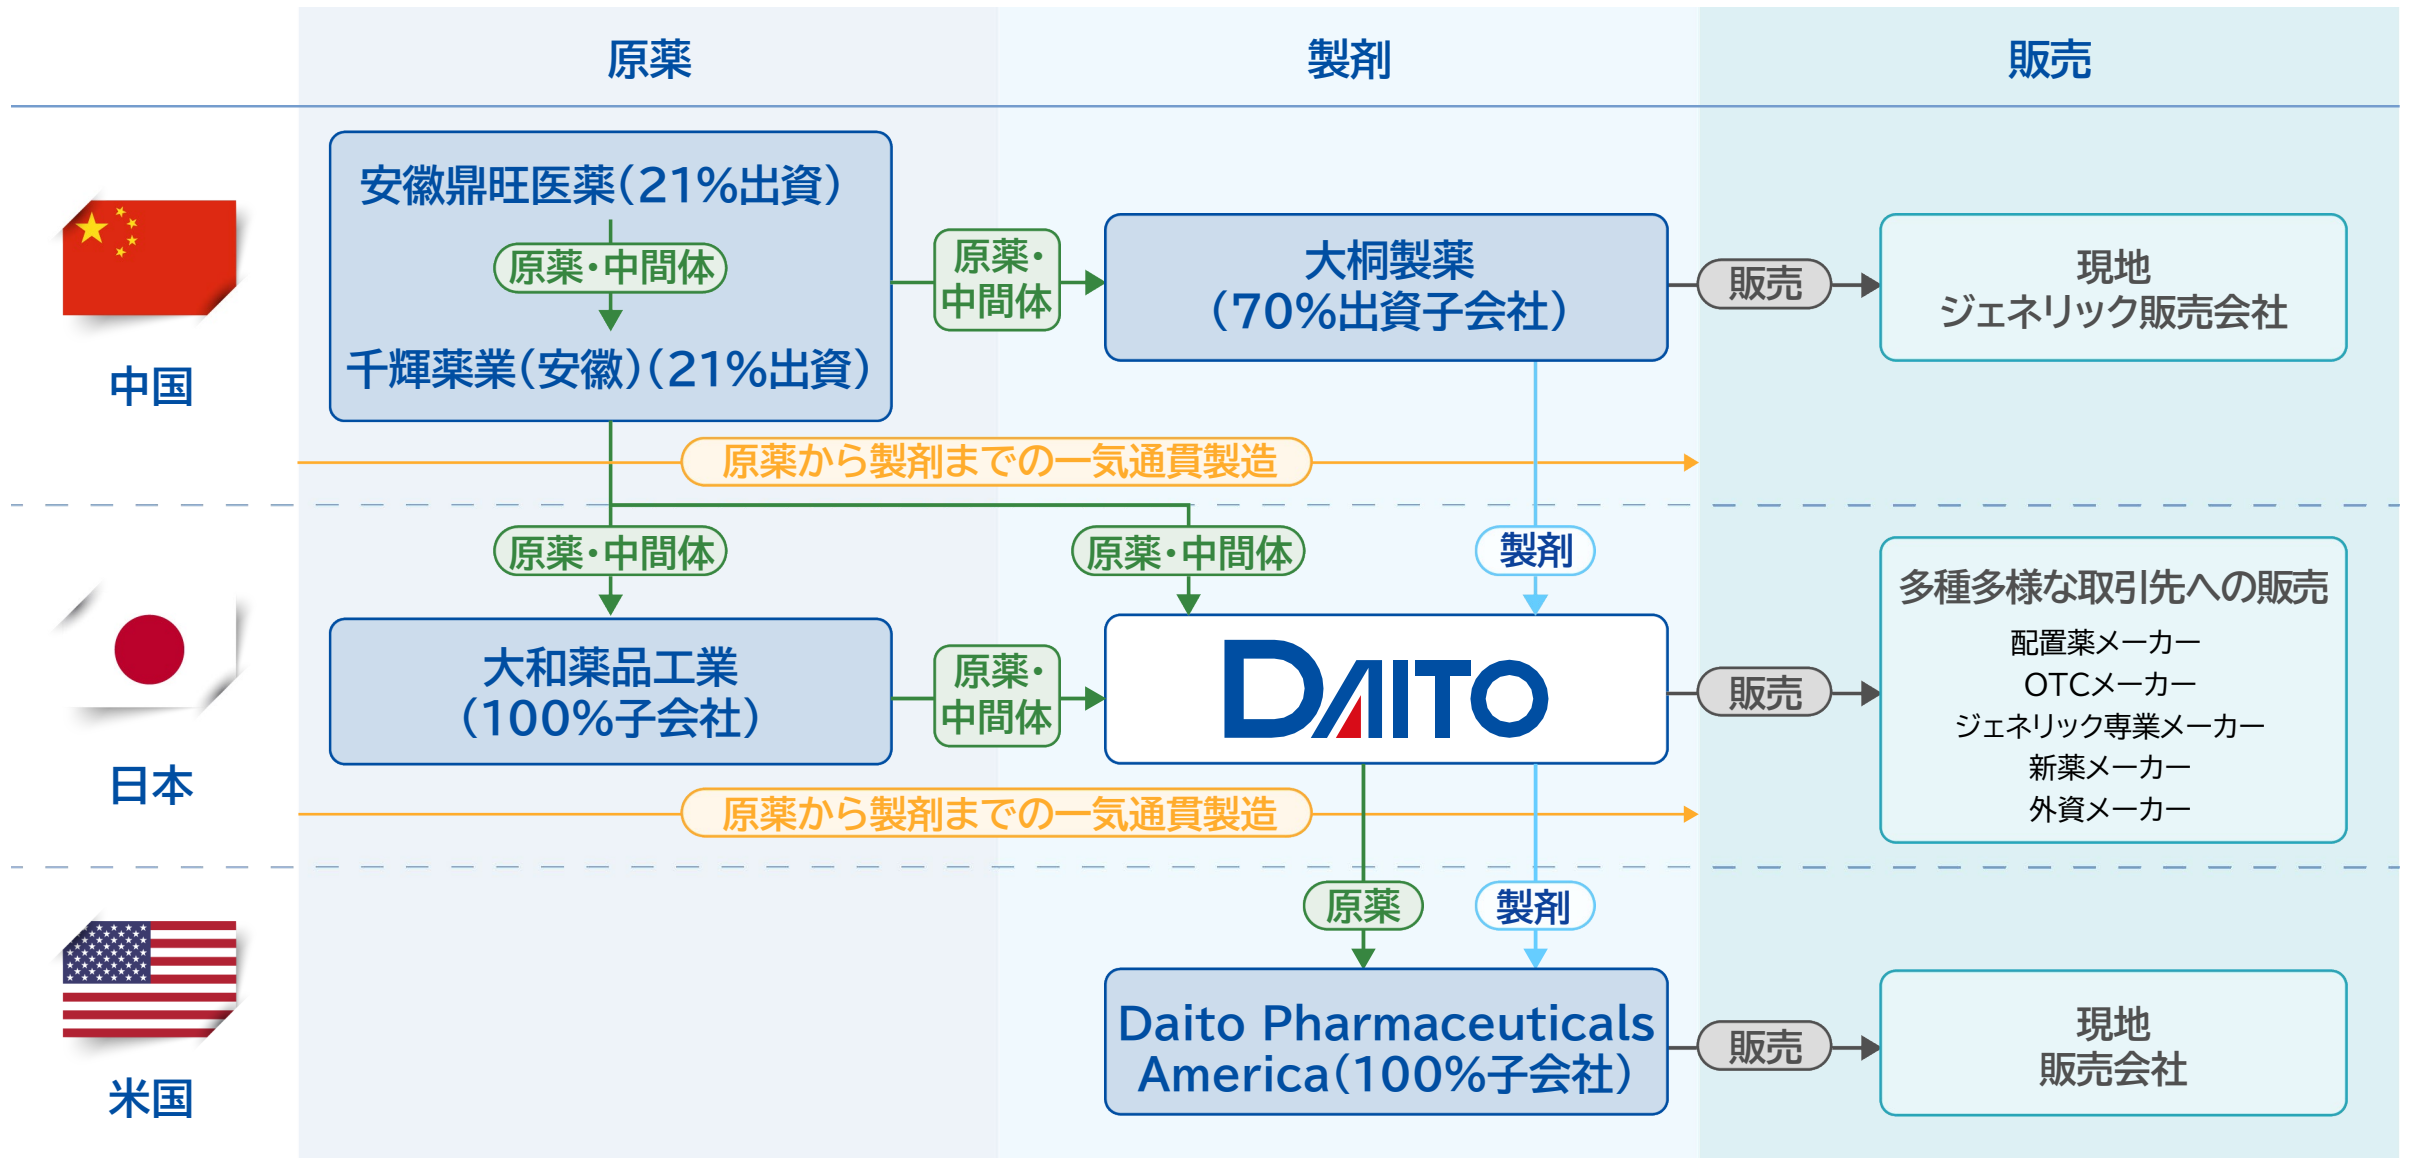 原薬
製剤
販売
中国
安徽鼎旺医薬(21%出資)
原薬・中間体
千輝薬業(安徽)(21%出資)
原薬・
中間体
大桐製薬
(70%出資子会社)
販売
現地
ジェネリック販売会社
原薬から製剤までの一気通貫製造
日本
原薬・中間体
原薬・中間体
製剤
大和薬品工業
(100%子会社)
原薬・
中間体
DAITO
販売
多種多様な取引先への販売
配置薬メーカー
OTCメーカー
ジェネリック専業メーカー
新薬メーカー
外資メーカー
原薬から製剤までの一気通貫製造
米国
原薬
製剤
Daito Pharmaceuticals
America(100%子会社)
販売
現地
販売会社